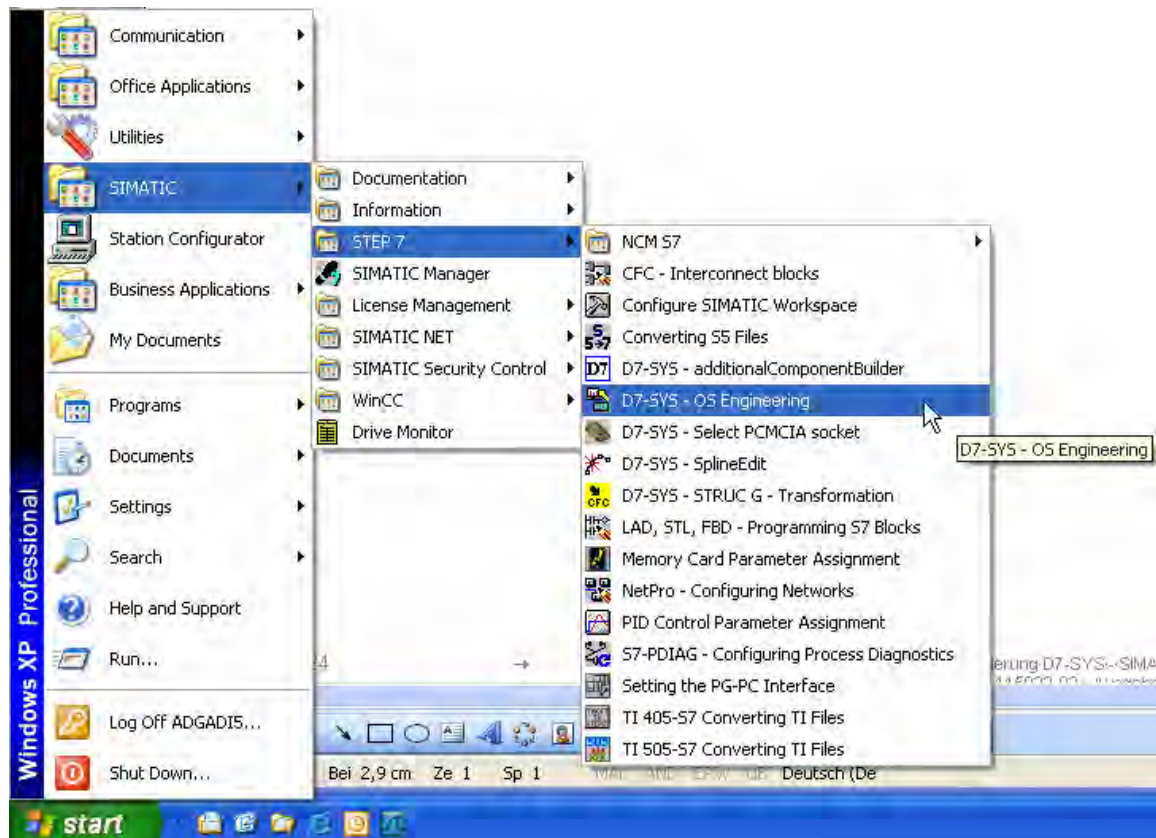 Communication
Office Applications
Utilities
SIMATIC
Station Configurator
Business Applications
My Documents
Programs
Documents
Settings
Search
Help and Support
Run...
Log Off ADGADI5...
Shut Down...
Windows XP Professional
Documentation
Information
STEP 7
SIMATIC Manager
License Management
SIMATIC NET
SIMATIC Security Control
WinCC
Drive Monitor
NCM S7
CFC - Interconnect blocks
Configure SIMATIC Workspace
Converting S5 Files
D7-SYS - additionalComponentBuilder
D7-SYS - OS Engineering
D7-SYS - Select PCMCIA socket
D7-SYS - SplineEdit
D7-SYS - STRUC G - Transformation
LAD, STL, FBD - Programming S7 Blocks
Memory Card Parameter Assignment
NetPro - Configuring Networks
PID Control Parameter Assignment
S7-PDIAG - Configuring Process Diagnostics
Setting the PG-PC Interface
TI 405-S7 Converting TI Files
TI 505-S7 Converting TI Files
D7-SYS - OS Engineering
erung D7-SYS--SIMA
Bei 2,9 cm Ze 1 Sp 1 Deutsch (De
start